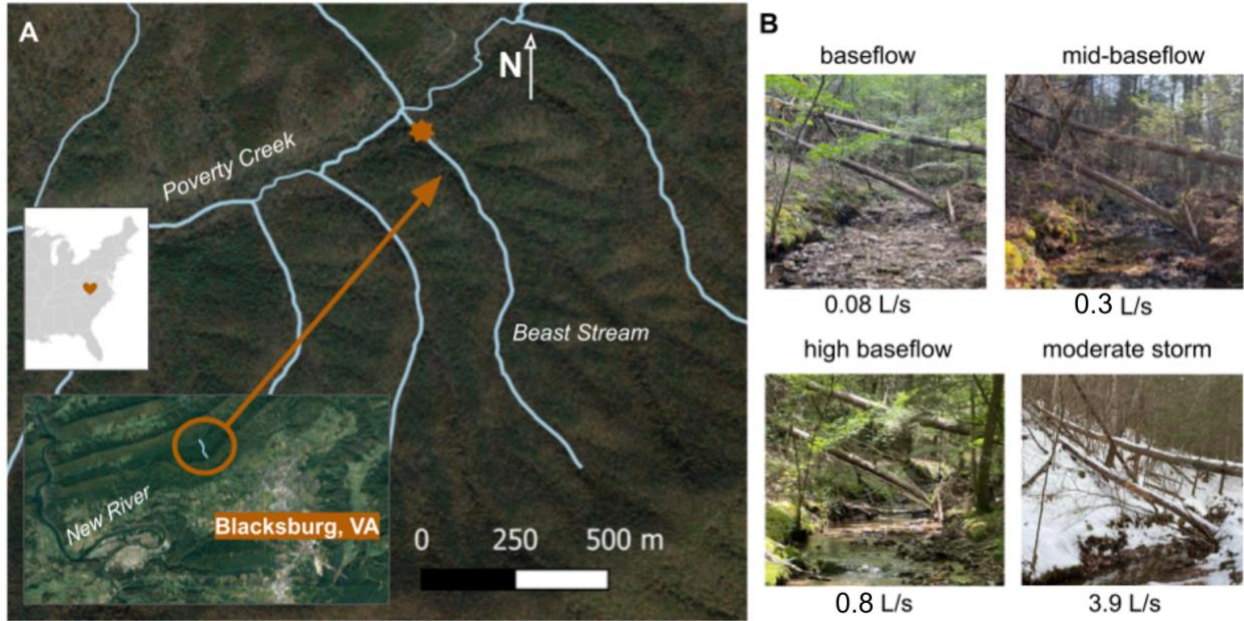 A
N
Poverty Creek
Beast Stream
New River
Blacksburg, VA
0 250 500 m
B
baseflow mid-baseflow
0.08 L/s 0.3 L/s
high baseflow moderate storm
0.8 L/s 3.9 L/s